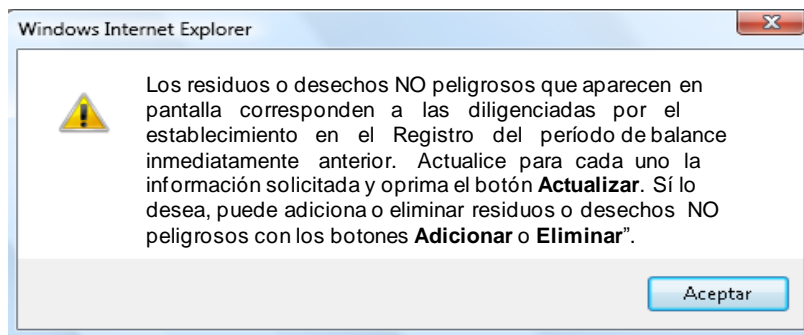 Windows Internet Explorer
Los residuos o desechos NO peligrosos que aparecen en
pantalla corresponden a las diligenciadas por el
establecimiento en el Registro del período de balance
inmediatamente anterior. Actualice para cada uno la
información solicitada y oprima el botón Actualizar. Sí lo
desea, puede adiciona o eliminar residuos o desechos NO
peligrosos con los botones Adicionar o Eliminar”.
Aceptar